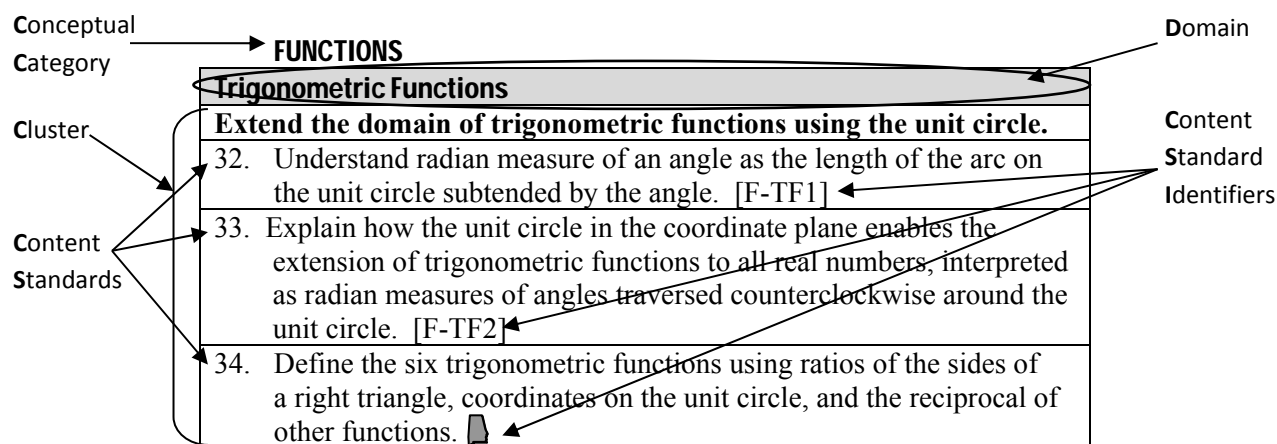 Conceptual
Category
FUNCTIONS
Domain
Trigonometric Functions
Cluster
Extend the domain of trigonometric functions using the unit circle.
Content
Standard
Identifiers
32. Understand radian measure of an angle as the length of the arc on
the unit circle subtended by the angle. [F-TF1]
Content
Standards
33. Explain how the unit circle in the coordinate plane enables the
extension of trigonometric functions to all real numbers, interpreted
as radian measures of angles traversed counterclockwise around the
unit circle. [F-TF2]
34. Define the six trigonometric functions using ratios of the sides of
a right triangle, coordinates on the unit circle, and the reciprocal of
other functions.